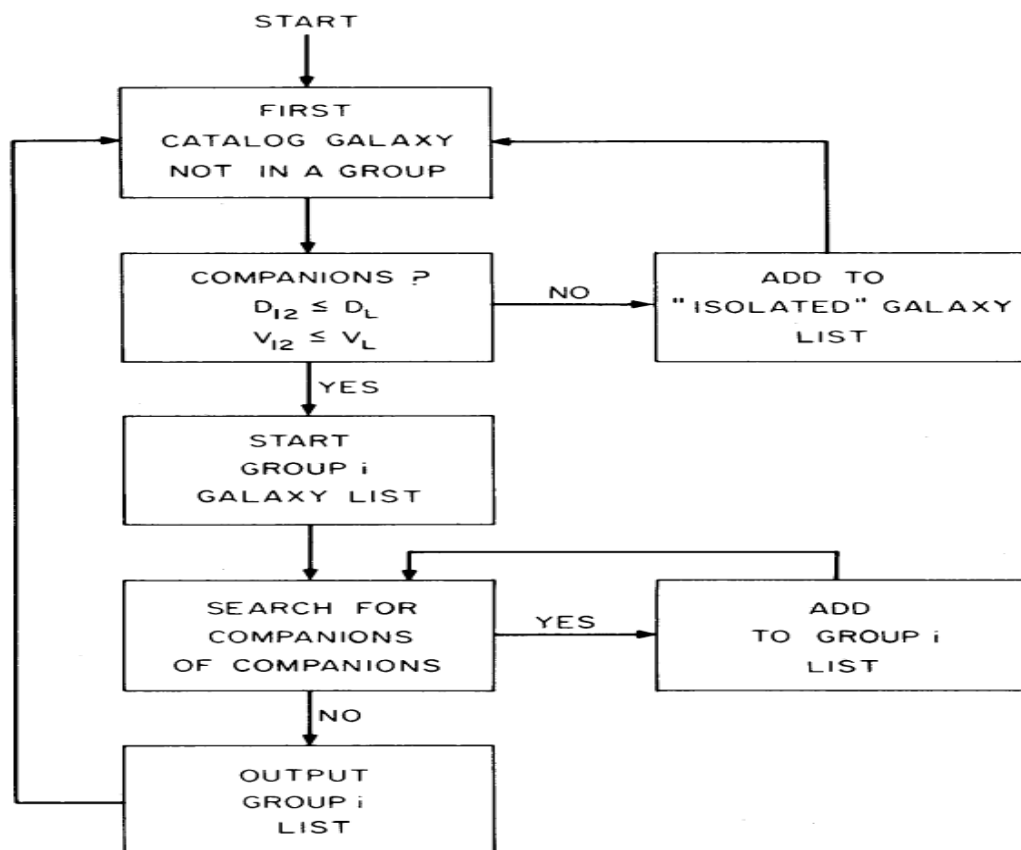 START
FIRST
CATALOG GALAXY
NOT IN A GROUP
COMPANIONS ?
D12 ≤ DL
V12 ≤ VL
NO
ADD TO
"ISOLATED" GALAXY
LIST
YES
START
GROUP i
GALAXY LIST
SEARCH FOR
COMPANIONS
OF COMPANIONS
YES
ADD
TO GROUP i
LIST
NO
OUTPUT
GROUP i
LIST